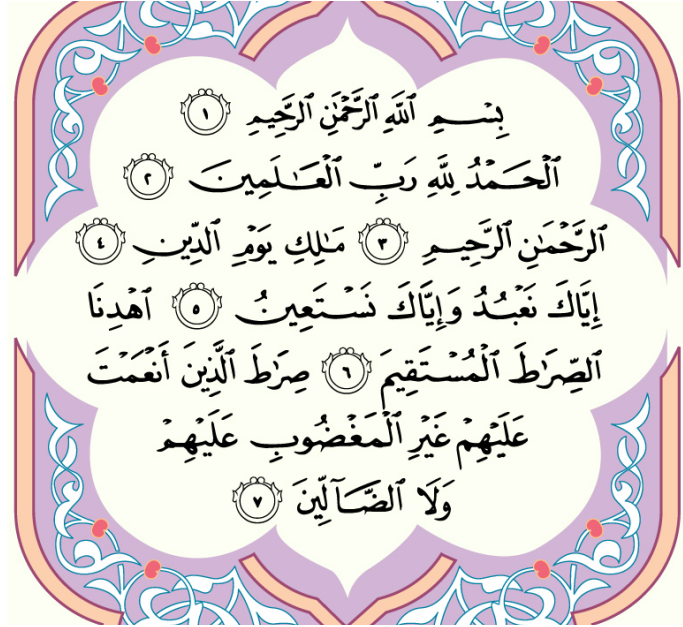 بِسْمِ ٱللَّهِ ٱلرَّحْمَٰنِ ٱلرَّحِيمِ ١
ٱلْحَمْدُ لِلَّهِ رَبِّ ٱلْعَٰلَمِينَ ٢
ٱلرَّحْمَٰنِ ٱلرَّحِيمِ ٣ مَٰلِكِ يَوْمِ ٱلدِّينِ ٤
إِيَّاكَ نَعْبُدُ وَإِيَّاكَ نَسْتَعِينُ ٥ ٱهْدِنَا
ٱلصِّرَٰطَ ٱلْمُسْتَقِيمَ ٦ صِرَٰطَ ٱلَّذِينَ أَنْعَمْتَ
عَلَيْهِمْ غَيْرِ ٱلْمَغْضُوبِ عَلَيْهِمْ
وَلَا ٱلضَّآلِّينَ ٧